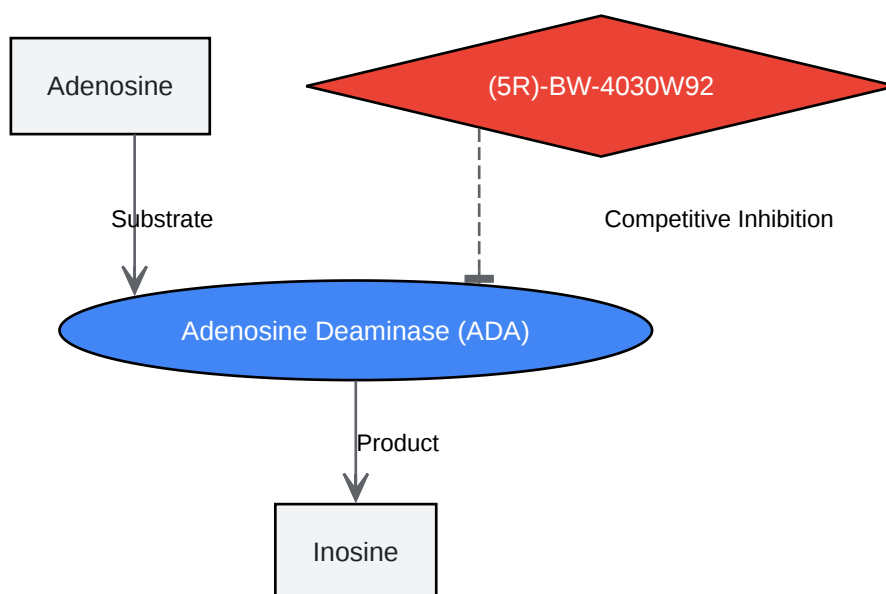 Adenosine
(5R)-BW-4030W92
Substrate
Competitive Inhibition
Adenosine Deaminase (ADA)
Product
Inosine